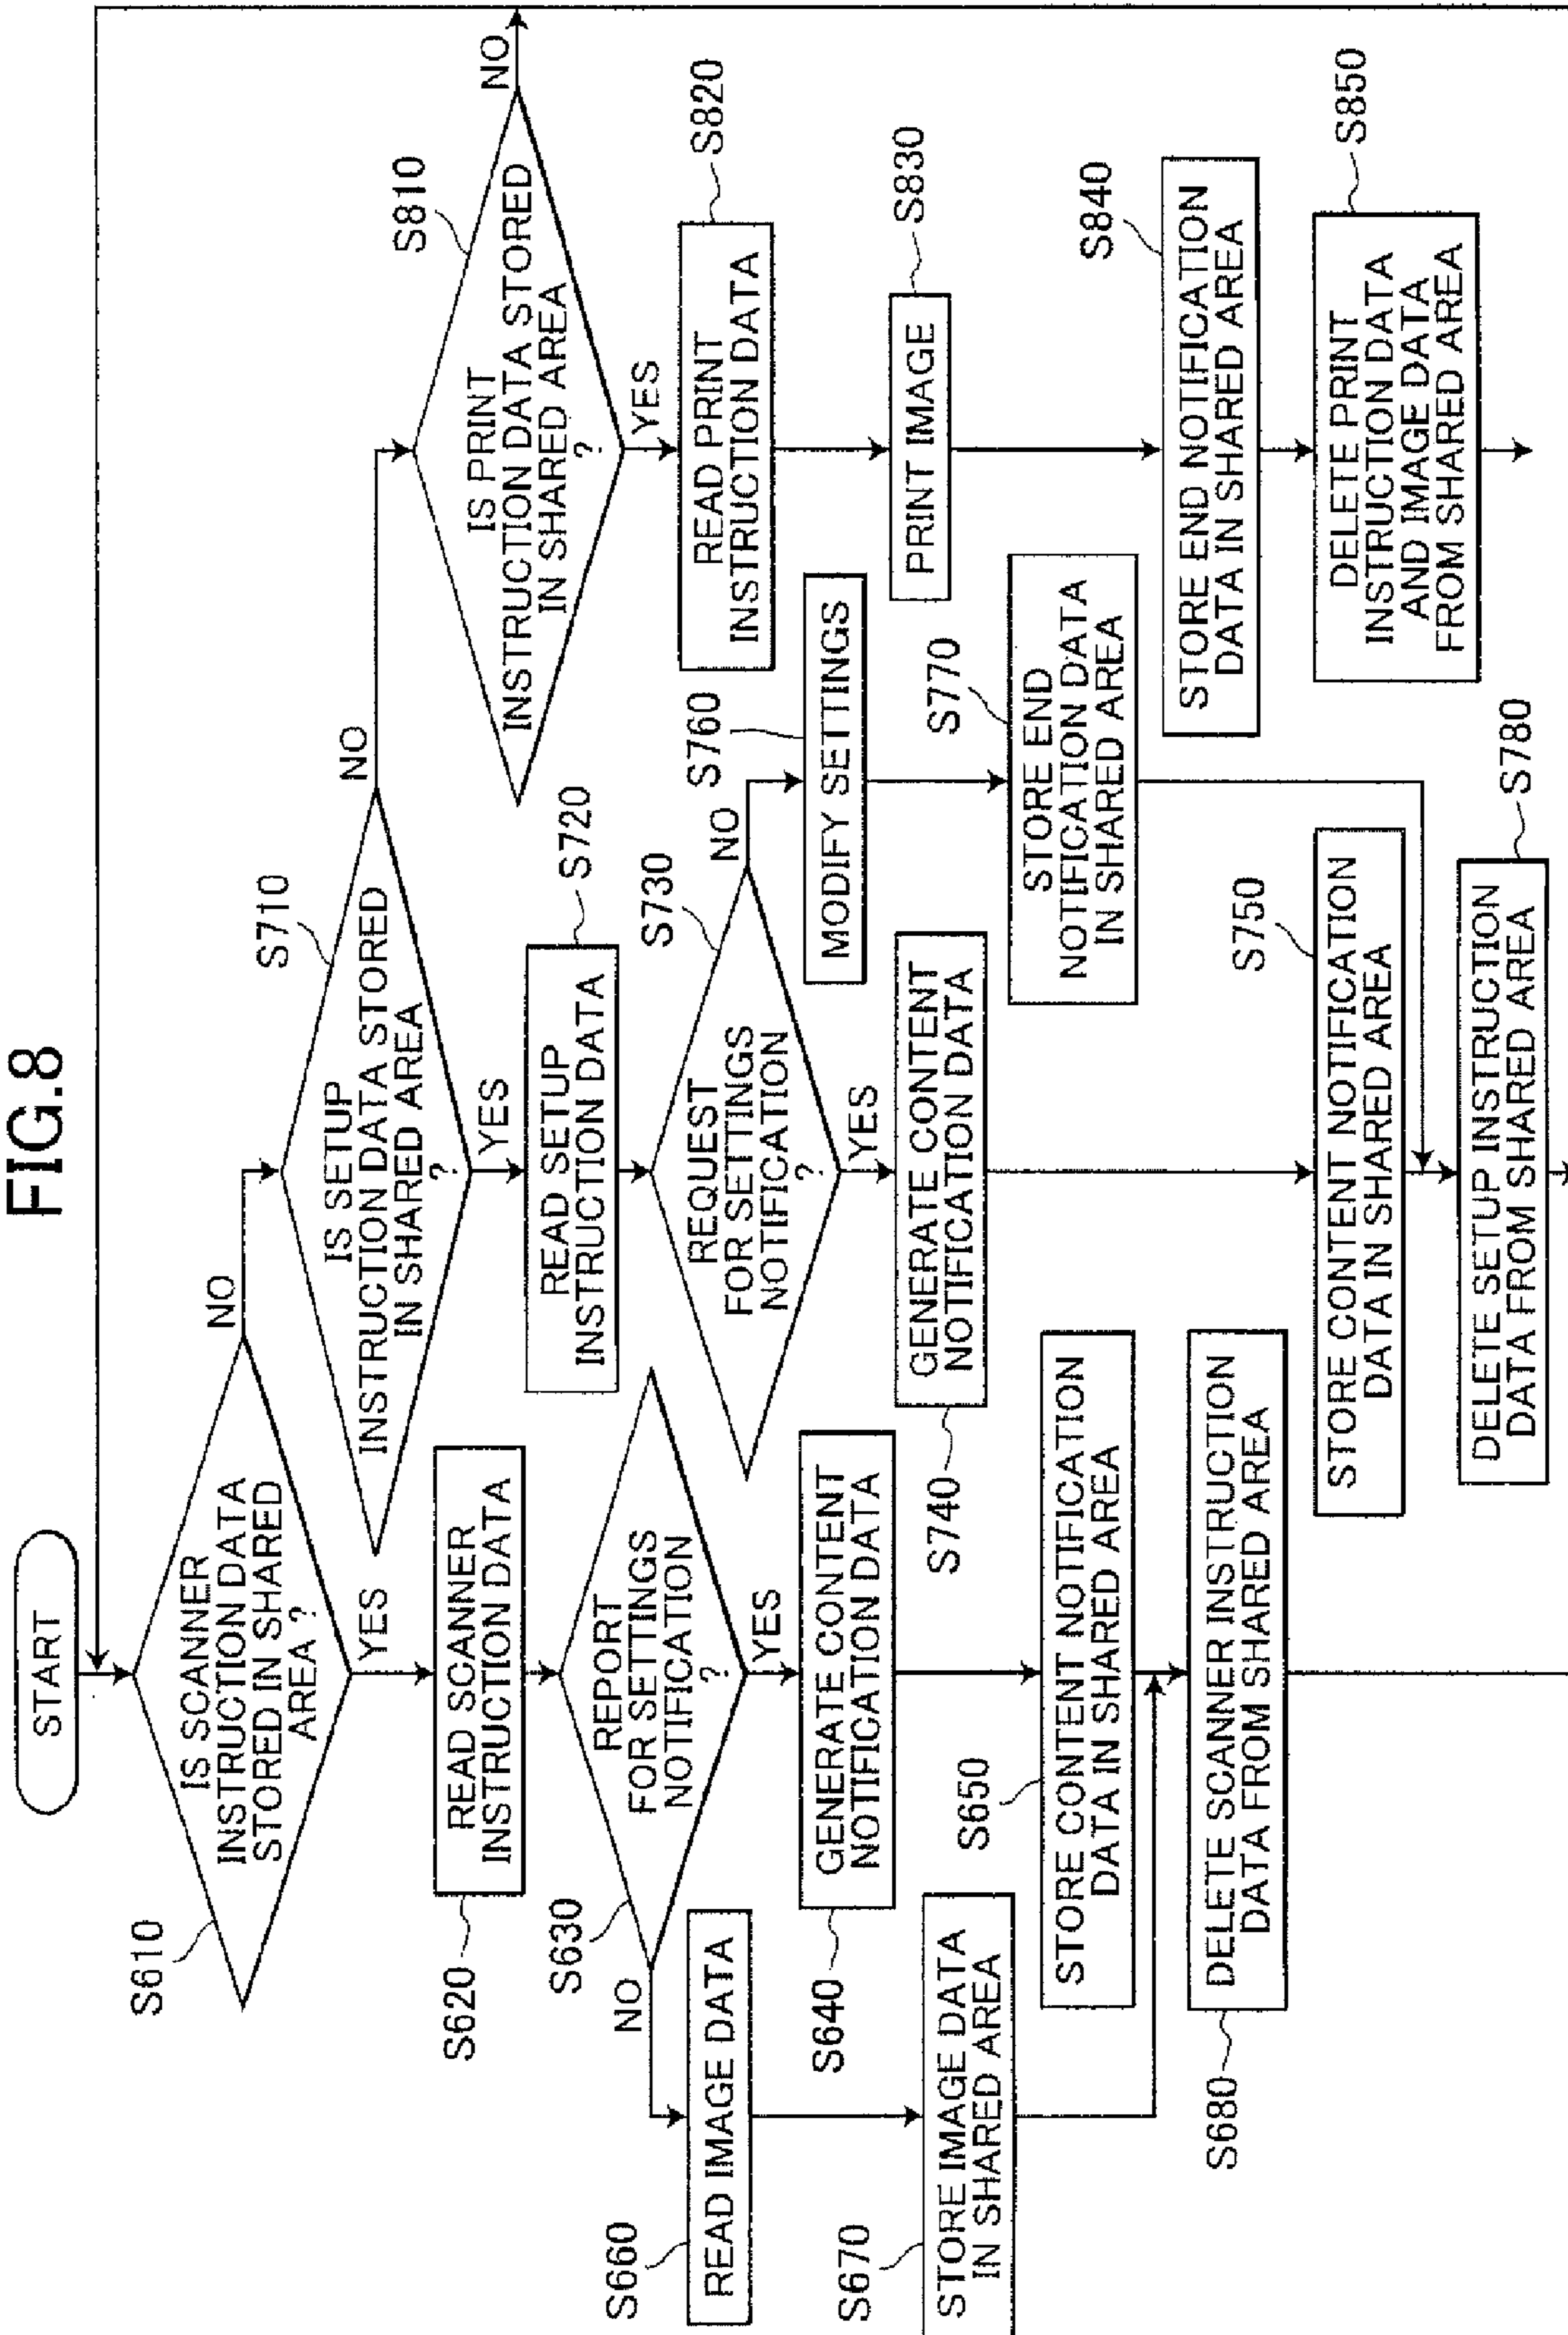 FIG.8
START
S610
IS SCANNER
INSTRUCTION DATA
STORED IN SHARED
AREA ?
NO
YES
S620
READ SCANNER
INSTRUCTION DATA
S630
REPORT
FOR SETTINGS
NOTIFICATION
?
NO
YES
S660
READ IMAGE DATA
S670
STORE IMAGE DATA
IN SHARED AREA
S640
GENERATE CONTENT
NOTIFICATION DATA
S650
STORE CONTENT NOTIFICATION
DATA IN SHARED AREA
S680
DELETE SCANNER INSTRUCTION
DATA FROM SHARED AREA
S710
IS SETUP
INSTRUCTION DATA STORED
IN SHARED AREA
?
NO
YES
S720
READ SETUP
INSTRUCTION DATA
S730
REQUEST
FOR SETTINGS
NOTIFICATION
?
NO
YES
S740
GENERATE CONTENT
NOTIFICATION DATA
S750
STORE CONTENT NOTIFICATION
DATA IN SHARED AREA
S760
MODIFY SETTINGS
S770
STORE END
NOTIFICATION DATA
IN SHARED AREA
S780
DELETE SETUP INSTRUCTION
DATA FROM SHARED AREA
S810
IS PRINT
INSTRUCTION DATA STORED
IN SHARED AREA
?
NO
YES
S820
READ PRINT
INSTRUCTION DATA
S830
PRINT IMAGE
S840
STORE END NOTIFICATION
DATA IN SHARED AREA
S850
DELETE PRINT
INSTRUCTION DATA
AND IMAGE DATA
FROM SHARED AREA